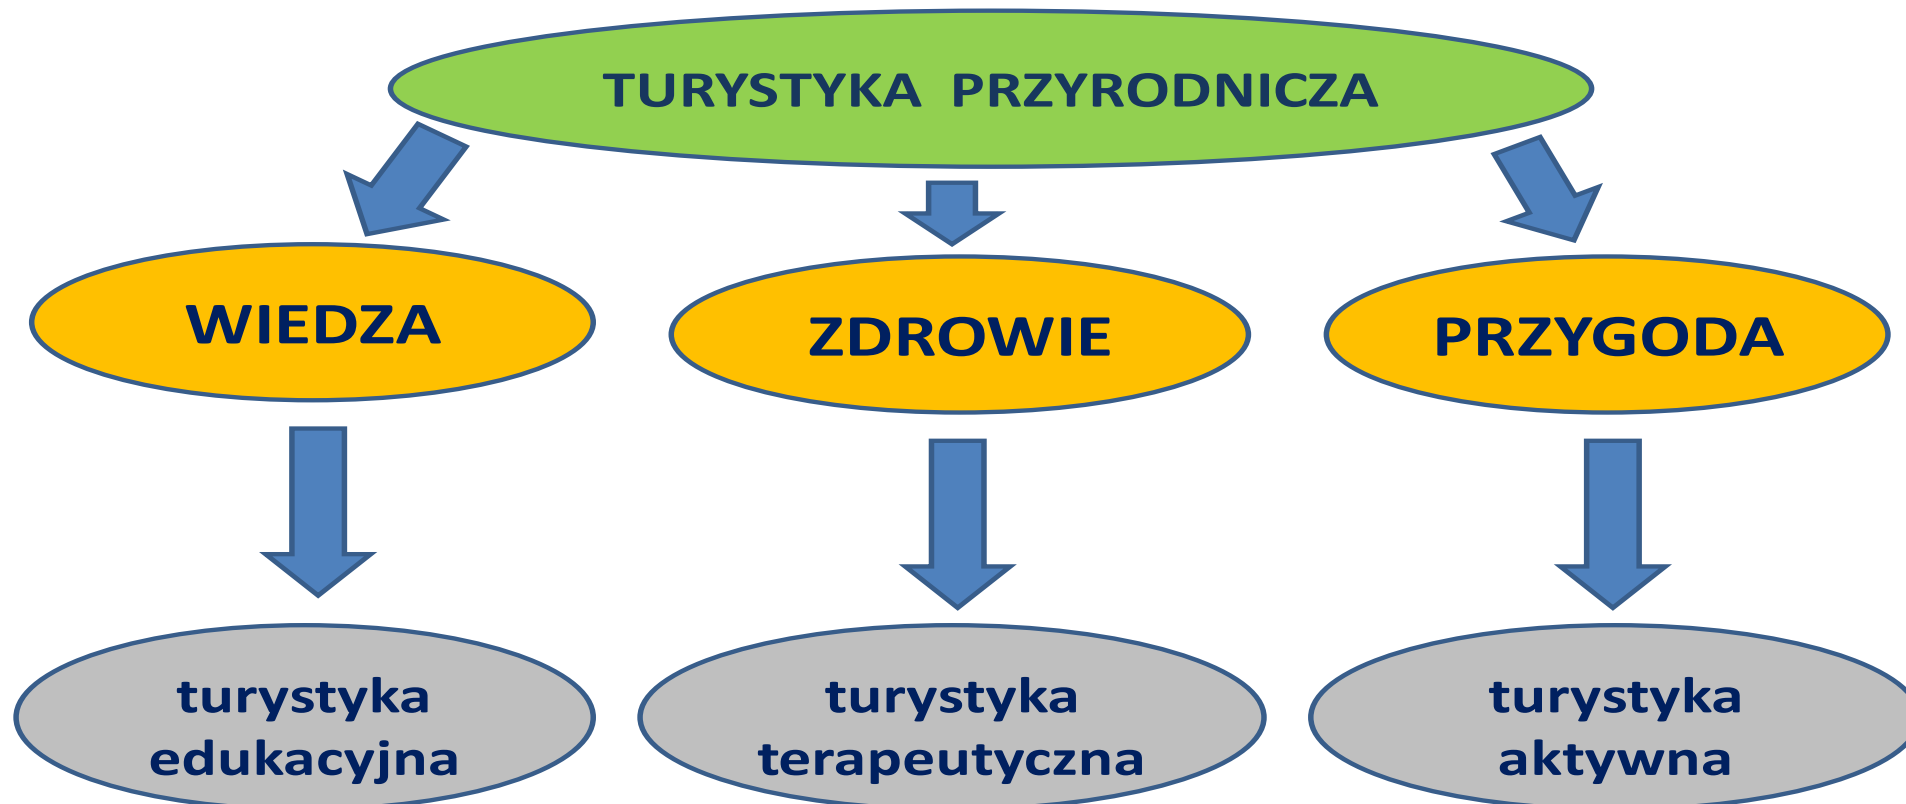 TURYSTYKA PRZYRODNICZA
WIEDZA
ZDROWIE
PRZYGODA
turystyka
edukacyjna
turystyka
terapeutyczna
turystyka
aktywna